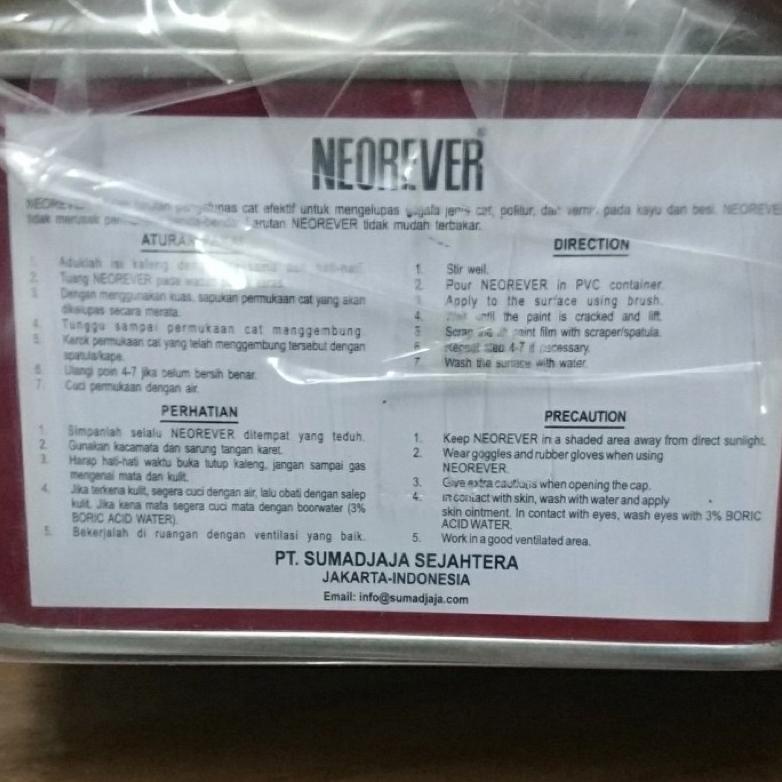 NEOREVER
cat efektif untuk mengelupas jenis cat, politur, dan pada kayu dan besi. NEOREVE
tidak NEOREVER tidak mudah terbakar.
ATURAN
1. Aduklah isi kaleng
2. Tuang NEOREVER pada
3. Dengan menggunakan kuas, sapukan permukaan cat yang akan
dikelupas secara merata.
4. Tunggu sampai permukaan cat menggembung.
5. Kerok permukaan cat yang telah menggembung tersebut dengan
spatula/kape.
6. Ulangi poin 4-7 jika belum bersih benar.
7. Cuci permukaan dengan air.
PERHATIAN
1. Simpanlah selalu NEOREVER ditempat yang teduh.
2. Gunakan kacamata dan sarung tangan karet.
3. Harap hati-hati waktu buka tutup kaleng, jangan sampai gas
mengenai mata dan kulit.
4. Jika terkena kulit, segera cuci dengan air, lalu obati dengan salep
kulit. Jika kena mata segera cuci mata dengan boorwater (3%
BORIC ACID WATER).
5. Bekerjalah di ruangan dengan ventilasi yang baik.
DIRECTION
1. Stir well.
2. Pour NEOREVER in PVC container.
3. Apply to the surface using brush.
4. until the paint is cracked and lift.
5. Scrap paint film with scraper/spatula.
6. Repeat step 4-7 if necessary.
7. Wash the surface with water.
PRECAUTION
1. Keep NEOREVER in a shaded area away from direct sunlight.
2. Wear goggles and rubber gloves when using
NEOREVER.
3. Give extra cautions when opening the cap.
4. In contact with skin, wash with water and apply
skin ointment. In contact with eyes, wash eyes with 3% BORIC
ACID WATER.
5. Work in a good ventilated area.
PT. SUMADJAJA SEJAHTERA
JAKARTA-INDONESIA
Email: info@sumadjaja.com